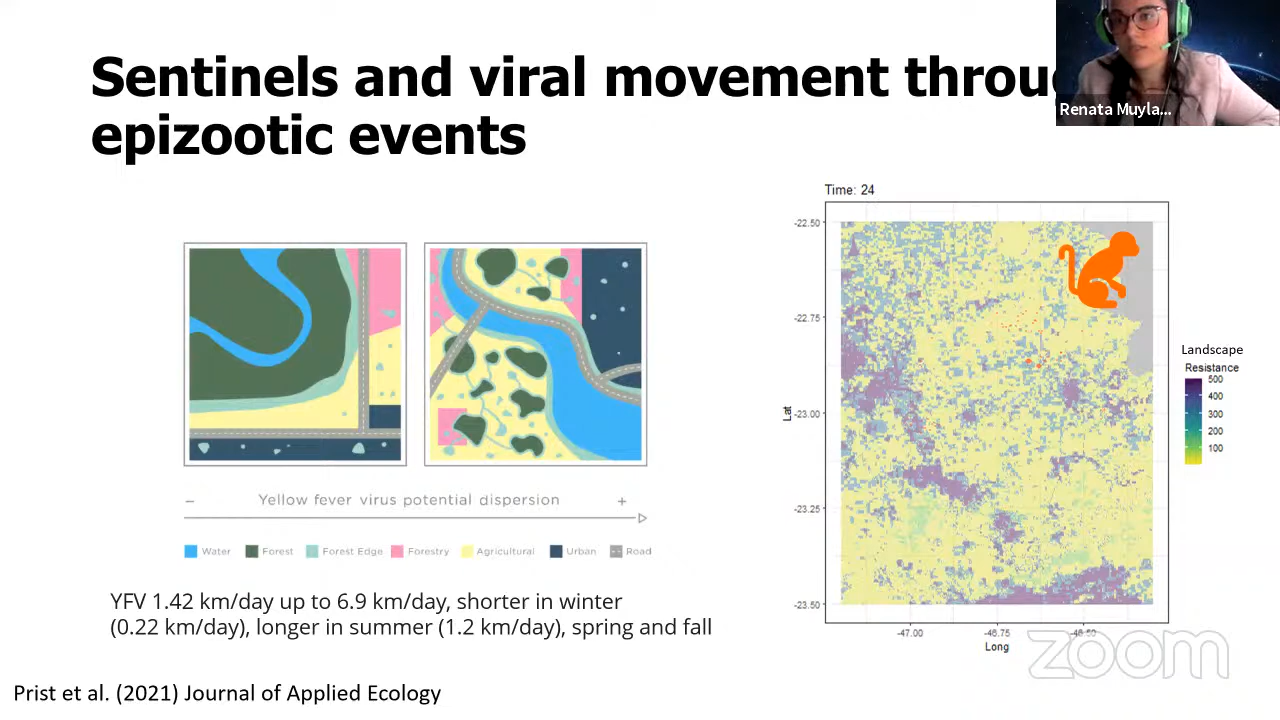 Sentinels and viral movement throu
epizootic events
Renata Muyla...
Time: 24
-22.50
-22.75
-23.00
-23.25
-23.50
Lat
-47.00
-46.75
-46.50
Long
Landscape
Resistance
500
400
300
200
100
– Yellow fever virus potential dispersion +
Water Forest Forest Edge Forestry Agricultural Urban Road
YFV 1.42 km/day up to 6.9 km/day, shorter in winter
(0.22 km/day), longer in summer (1.2 km/day), spring and fall
Prist et al. (2021) Journal of Applied Ecology
zoom